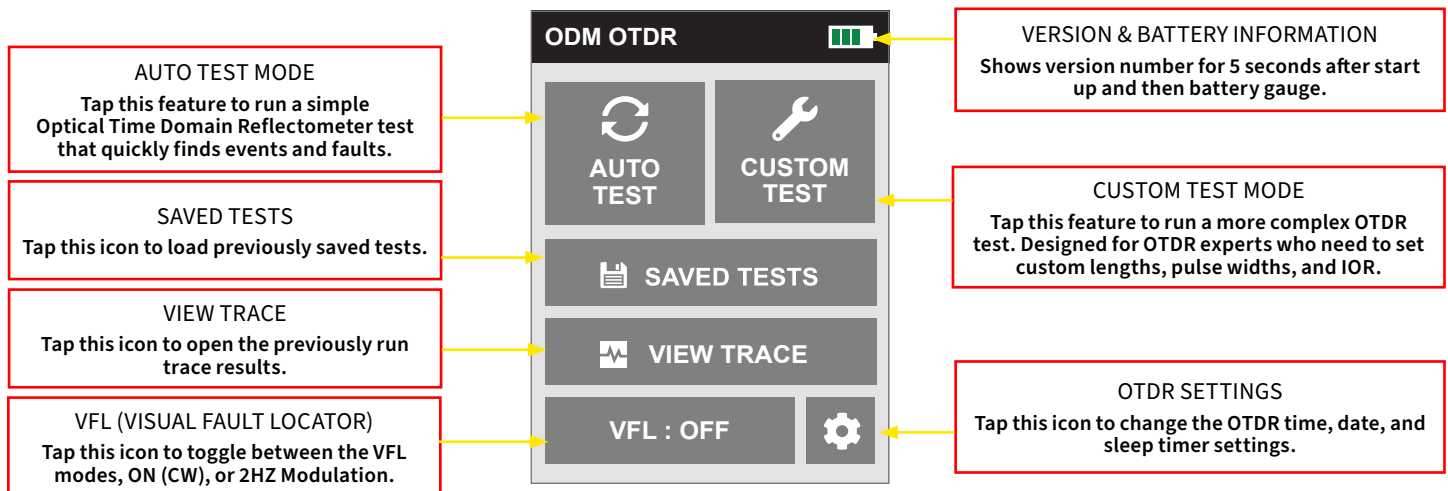 AUTO TEST MODE
Tap this feature to run a simple
Optical Time Domain Reflectometer test
that quickly finds events and faults.
SAVED TESTS
Tap this icon to load previously saved tests.
VIEW TRACE
Tap this icon to open the previously run
trace results.
VFL (VISUAL FAULT LOCATOR)
Tap this icon to toggle between the VFL
modes, ON (CW), or 2HZ Modulation.
ODM OTDR
AUTO
TEST
CUSTOM
TEST
SAVED TESTS
VIEW TRACE
VFL : OFF
VERSION & BATTERY INFORMATION
Shows version number for 5 seconds after start
up and then battery gauge.
CUSTOM TEST MODE
Tap this feature to run a more complex OTDR
test. Designed for OTDR experts who need to set
custom lengths, pulse widths, and IOR.
OTDR SETTINGS
Tap this icon to change the OTDR time, date, and
sleep timer settings.